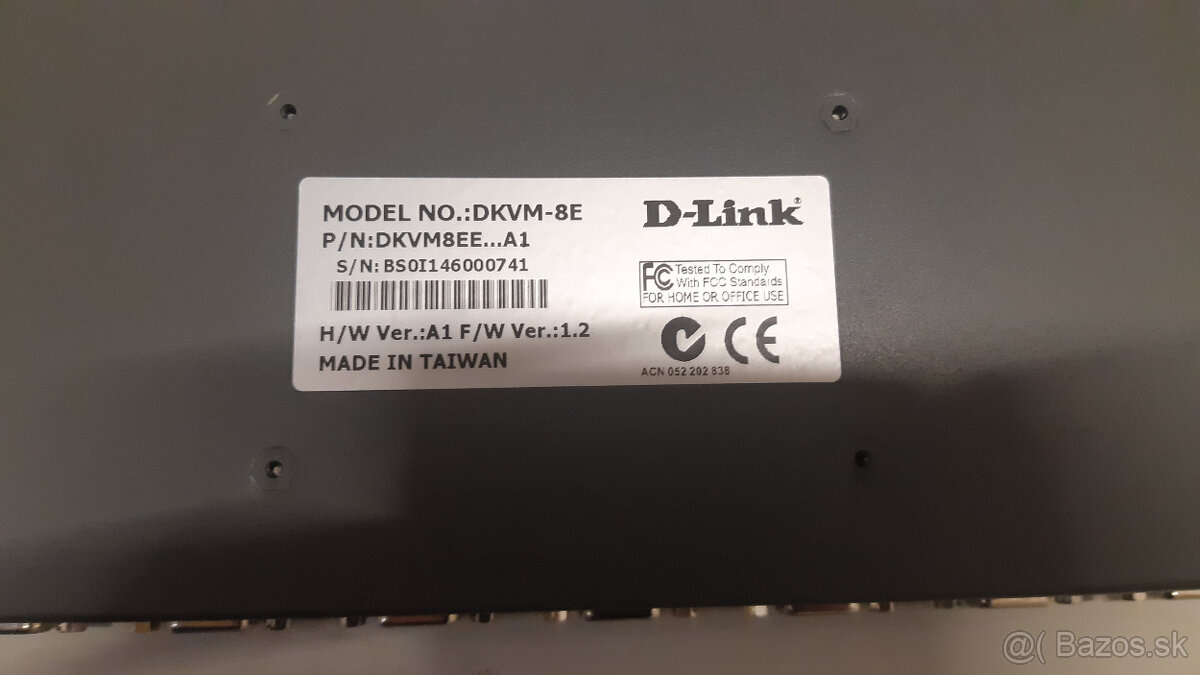 MODEL NO.:DKVM-8E
P/N:DKVM8EE...A1
S/N: BS0I146000741
H/W Ver.:A1 F/W Ver.:1.2
MADE IN TAIWAN
D-Link®
FC Tested To Comply
With FCC Standards
FOR HOME OR OFFICE USE
CE
ACN 052 202 838
@( Bazos.sk